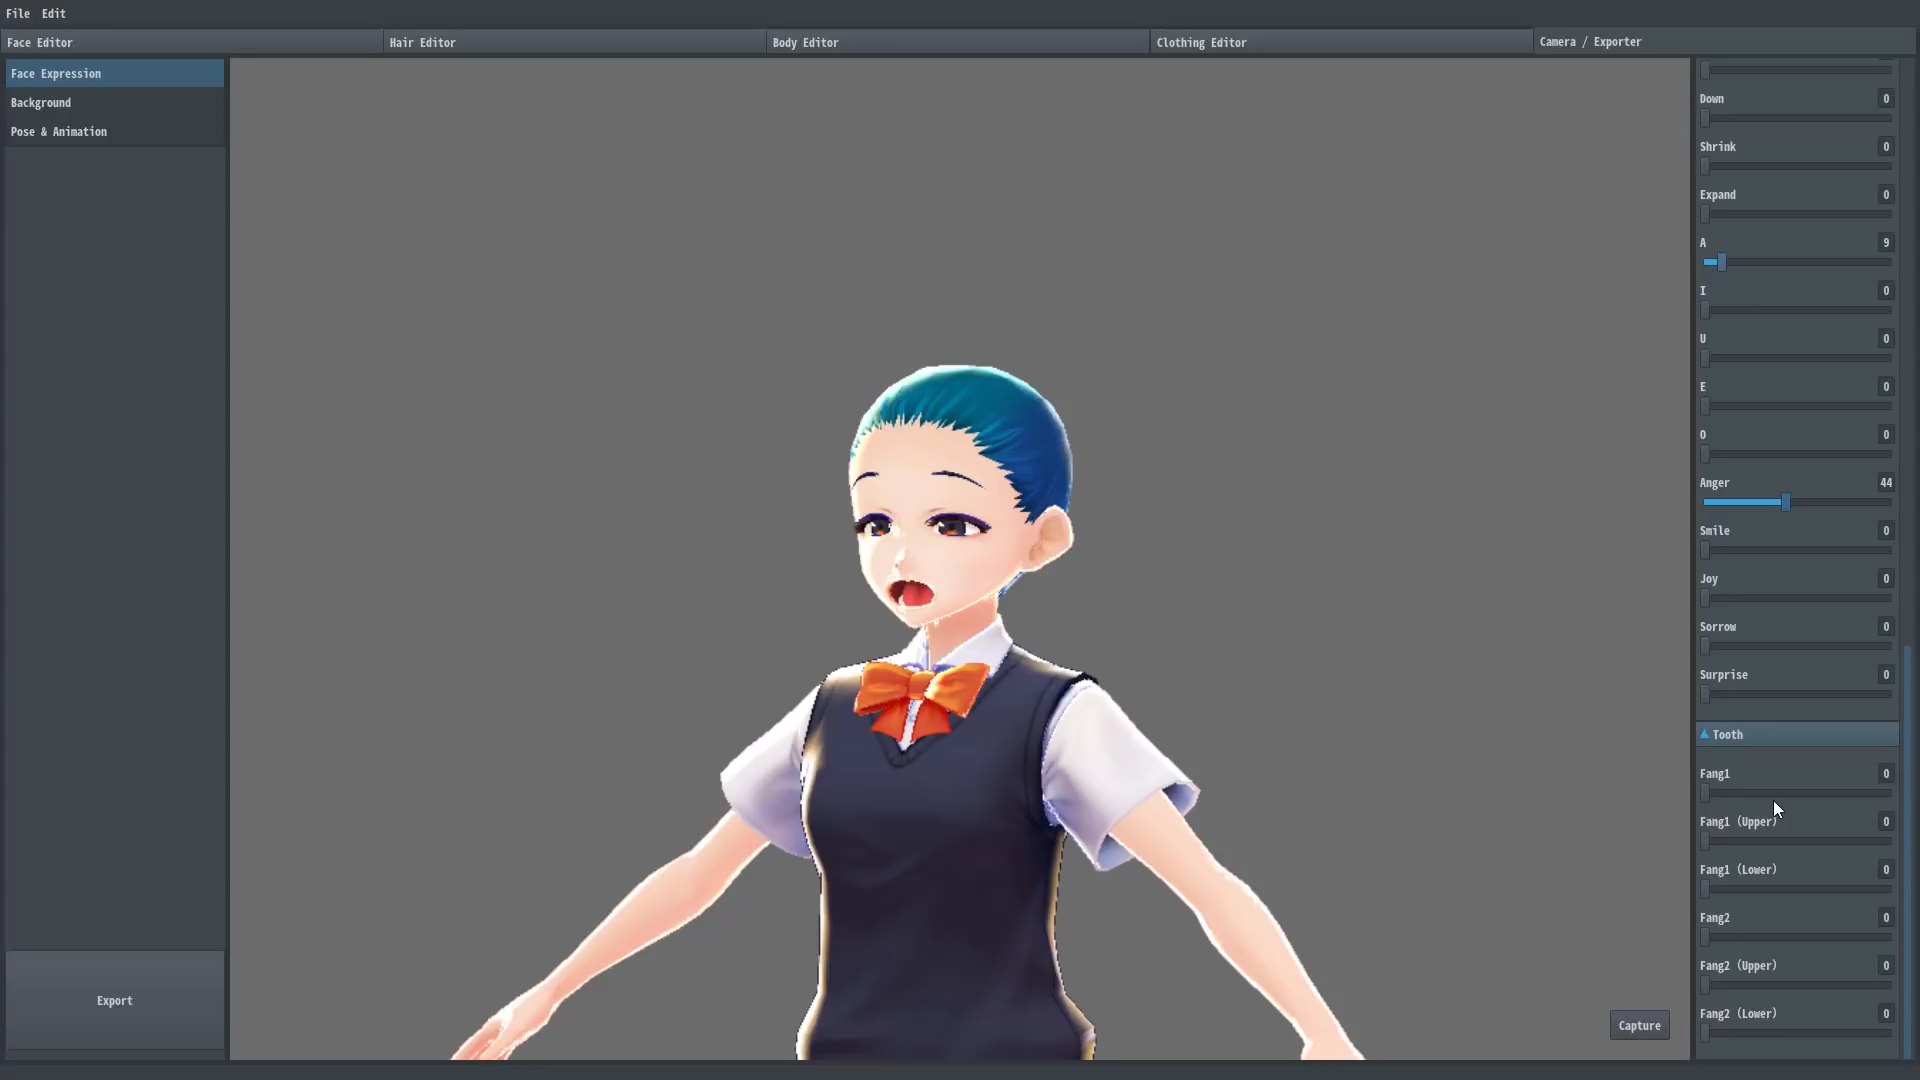 File Edit
Face Editor
Hair Editor
Body Editor
Clothing Editor
Camera / Exporter
Face Expression
Background
Pose & Animation
Export
Capture
Down 0
Shrink 0
Expand 0
A 9
I 0
U 0
E 0
O 0
Anger 44
Smile 0
Joy 0
Sorrow 0
Surprise 0
Tooth
Fang1 0
Fang1 (Upper) 0
Fang1 (Lower) 0
Fang2 0
Fang2 (Upper) 0
Fang2 (Lower) 0